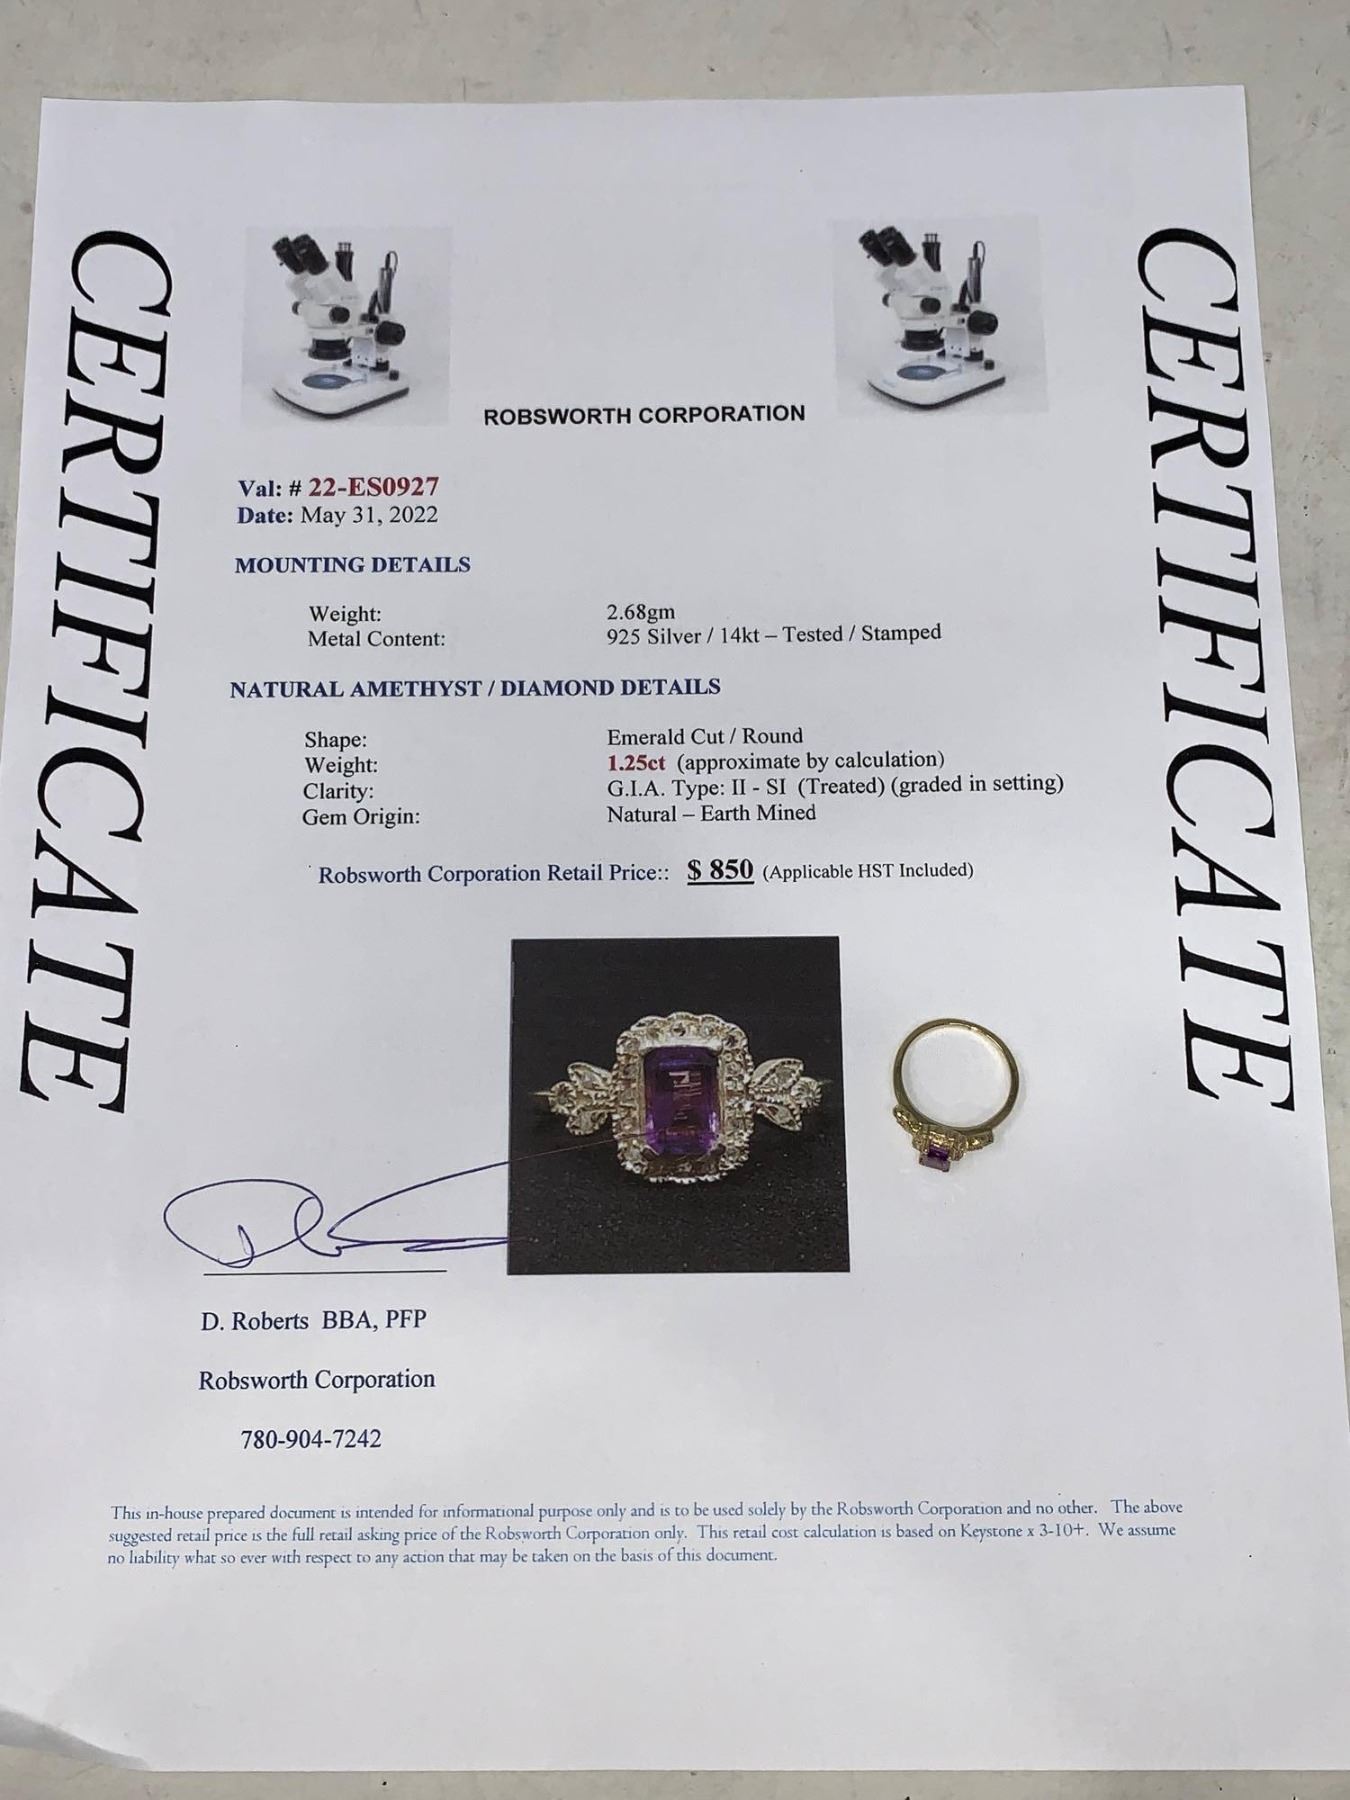 CERTIFICATE
CERTIFICATE
ROBSWORTH CORPORATION
Val: # 22-ES0927
Date: May 31, 2022
MOUNTING DETAILS
Weight: 2.68gm
Metal Content: 925 Silver / 14kt – Tested / Stamped
NATURAL AMETHYST / DIAMOND DETAILS
Shape: Emerald Cut / Round
Weight: 1.25ct (approximate by calculation)
Clarity: G.I.A. Type: II - SI (Treated) (graded in setting)
Gem Origin: Natural – Earth Mined
Robsworth Corporation Retail Price:: $ 850 (Applicable HST Included)
D. Roberts BBA, PFP
Robsworth Corporation
780-904-7242
This in-house prepared document is intended for informational purpose only and is to be used solely by the Robsworth Corporation and no other. The above
suggested retail price is the full retail asking price of the Robsworth Corporation only. This retail cost calculation is based on Keystone x 3-10+. We assume
no liability what so ever with respect to any action that may be taken on the basis of this document.